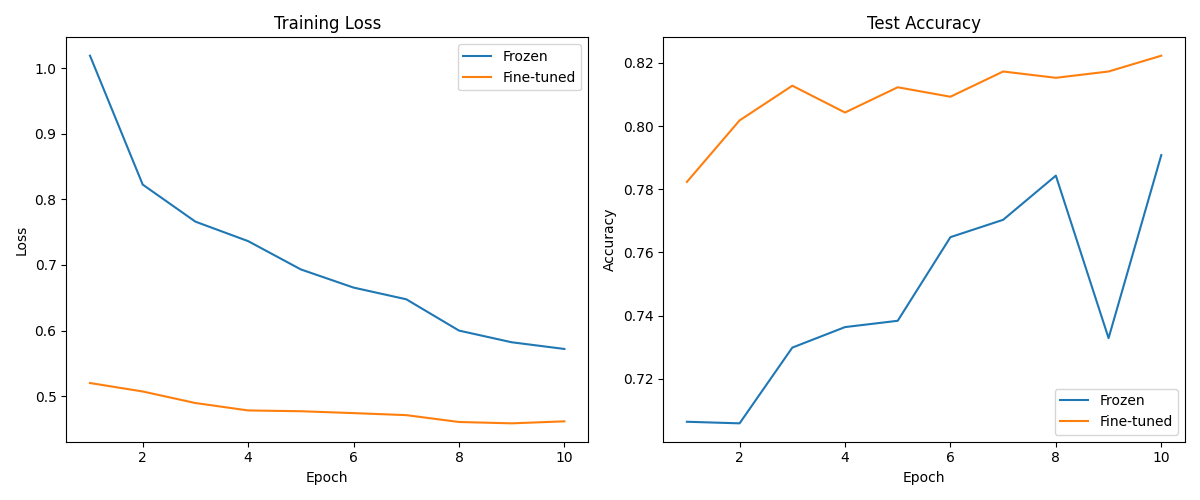 Training Loss
Loss
1.0
0.9
0.8
0.7
0.6
0.5
2 4 6 8 10
Epoch
Frozen
Fine-tuned
Test Accuracy
Accuracy
0.82
0.80
0.78
0.76
0.74
0.72
2 4 6 8 10
Epoch
Frozen
Fine-tuned